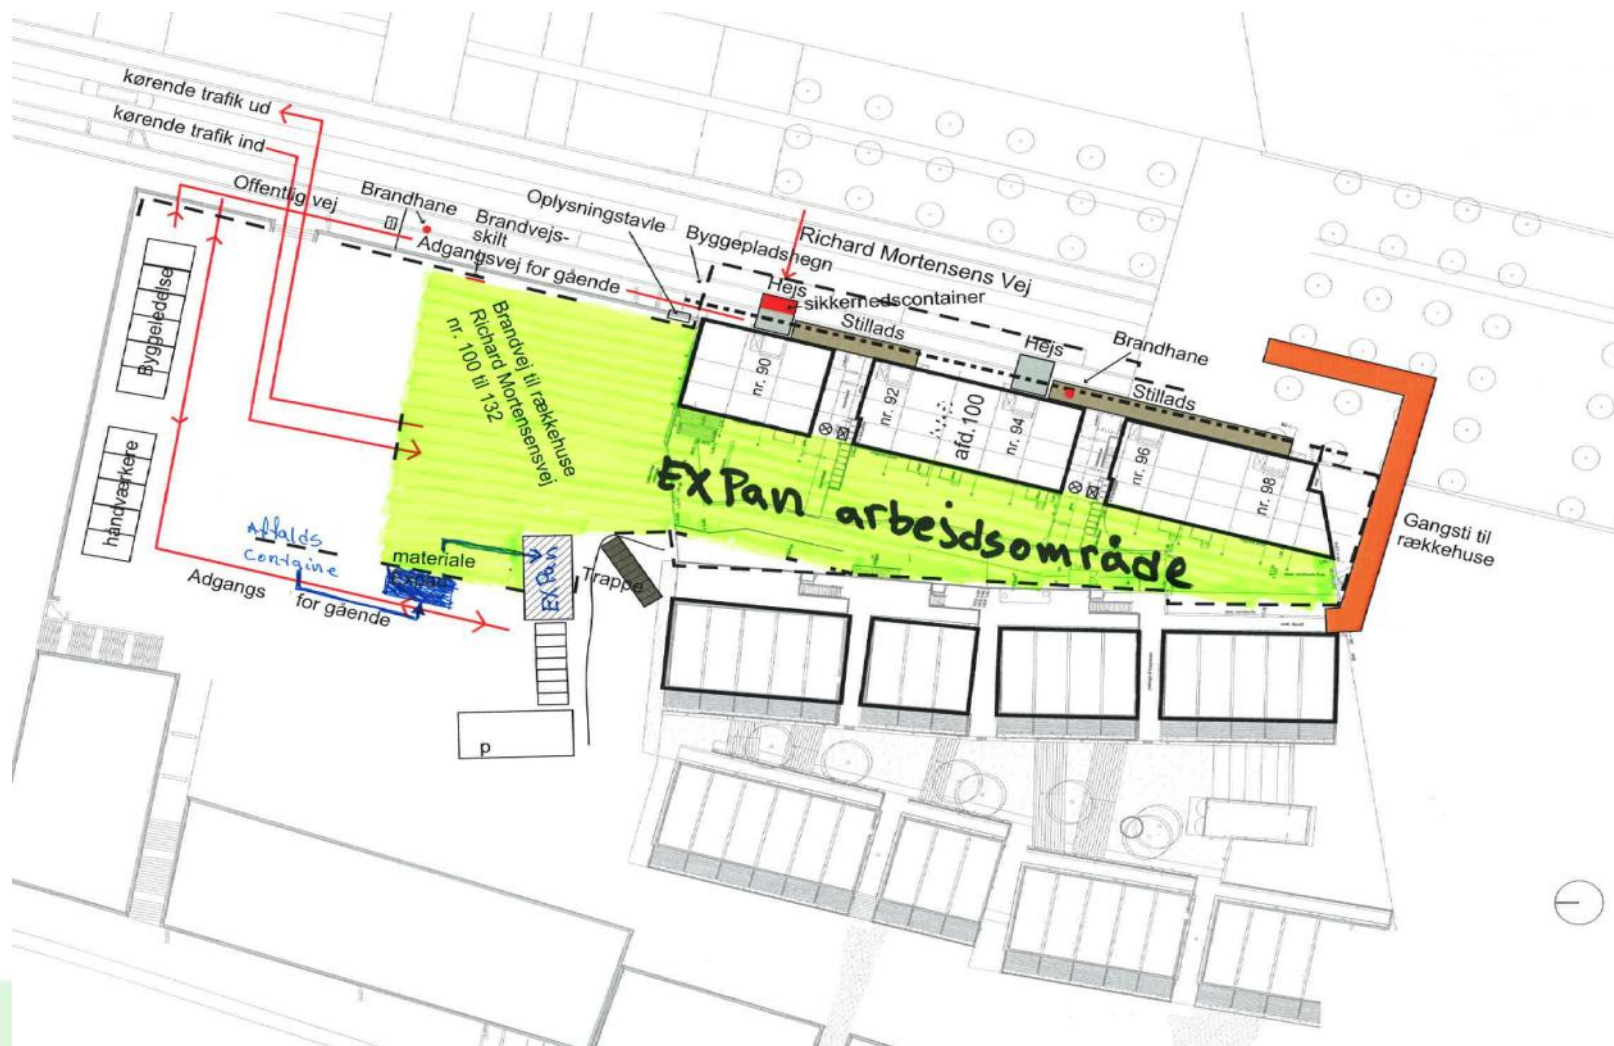 kørende trafik ud
kørende trafik ind
Offentlig vej
Brandhane
Brandvejs-
skilt
Oplysningstavle
Byggepladshegn
Adgangsvej for gående
Richard Mortensens Vej
Hejs
sikkerhedscontainer
Stillads
Hejs
Brandhane
Stillads
Byggeledelse
håndværkere
Brandvej til rækkehuse
Richard Mortensensvej
nr. 100 til 132
nr. 90
nr. 92
afd.100
nr. 94
nr. 96
nr. 98
EXPan arbejdsområde
Gangsti til
rækkehuse
Affalds
Containe
materiale
EXPan
Trappe
Adgangs
for gående
p